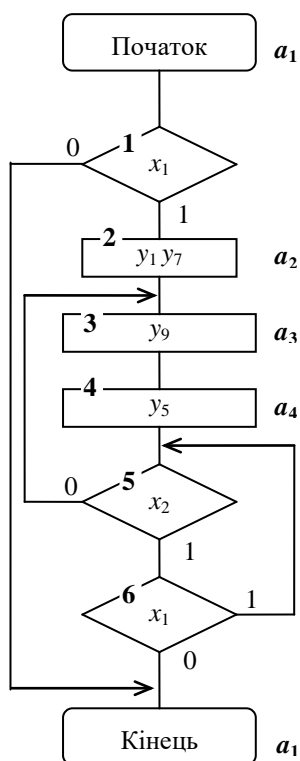 Початок a₁
1
0 x₁
1
2
y₁ y₇ a₂
3
y₉ a₃
4
y₅ a₄
5
0 x₂
1
6
x₁ 1
0
Кінець a₁